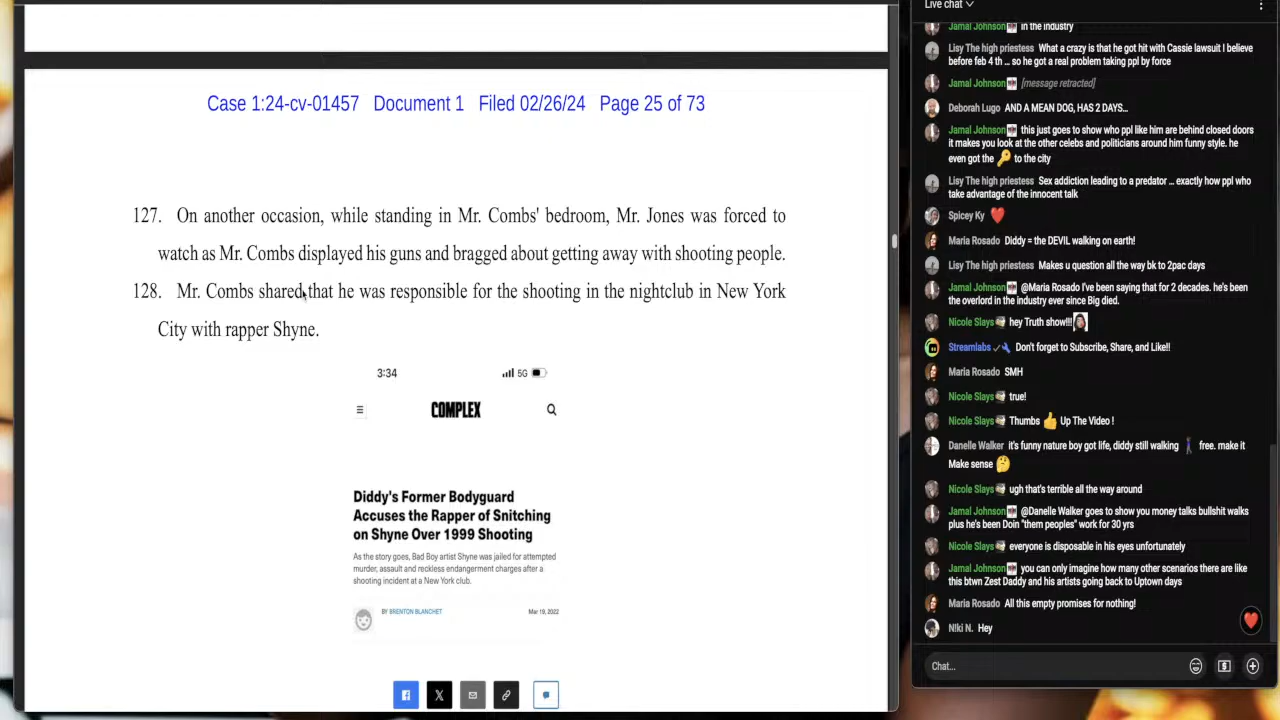 Case 1:24-cv-01457 Document 1 Filed 02/26/24 Page 25 of 73
127. On another occasion, while standing in Mr. Combs' bedroom, Mr. Jones was forced to
watch as Mr. Combs displayed his guns and bragged about getting away with shooting people.
128. Mr. Combs shared that he was responsible for the shooting in the nightclub in New York
City with rapper Shyne.
3:34
5G
COMPLEX
Diddy's Former Bodyguard
Accuses the Rapper of Snitching
on Shyne Over 1999 Shooting
As the story goes, Bad Boy artist Shyne was jailed for attempted
murder, assault and reckless endangerment charges after a
shooting incident at a New York club.
BY BRENTON BLANCHET
Mar 19, 2022
Live chat
Jamal Johnson in the industry
Lisy The high priestess What a crazy is that he got hit with Cassie lawsuit I believe
before feb 4 th ... so he got a real problem taking ppl by force
Jamal Johnson [message retracted]
Deborah Lugo AND A MEAN DOG, HAS 2 DAYS...
Jamal Johnson this just goes to show who ppl like him are behind closed doors
it makes you look at the other celebs and politicians around him funny style. he
even got the 🔑 to the city
Lisy The high priestess Sex addiction leading to a predator ... exactly how ppl who
take advantage of the innocent talk
Spicey Ky ❤️
Maria Rosado Diddy = the DEVIL walking on earth!
Lisy The high priestess Makes u question all the way bk to 2pac days
Jamal Johnson @Maria Rosado I've been saying that for 2 decades. he's been
the overlord in the industry ever since Big died.
Nicole Slays hey Truth show!!!
Streamlabs Don't forget to Subscribe, Share, and Like!!
Maria Rosado SMH
Nicole Slays true!
Nicole Slays Thumbs 👍 Up The Video !
Danelle Walker it's funny nature boy got life, diddy still walking 🚶 free. make it
Make sense 🤔
Nicole Slays ugh that's terrible all the way around
Jamal Johnson @Danelle Walker goes to show you money talks bullshit walks
plus he's been Doin "them peoples" work for 30 yrs
Nicole Slays everyone is disposable in his eyes unfortunately
Jamal Johnson you can only imagine how many other scenarios there are like
this btwn Zest Daddy and his artists going back to Uptown days
Maria Rosado All this empty promises for nothing!
N!ki N. Hey
Chat...